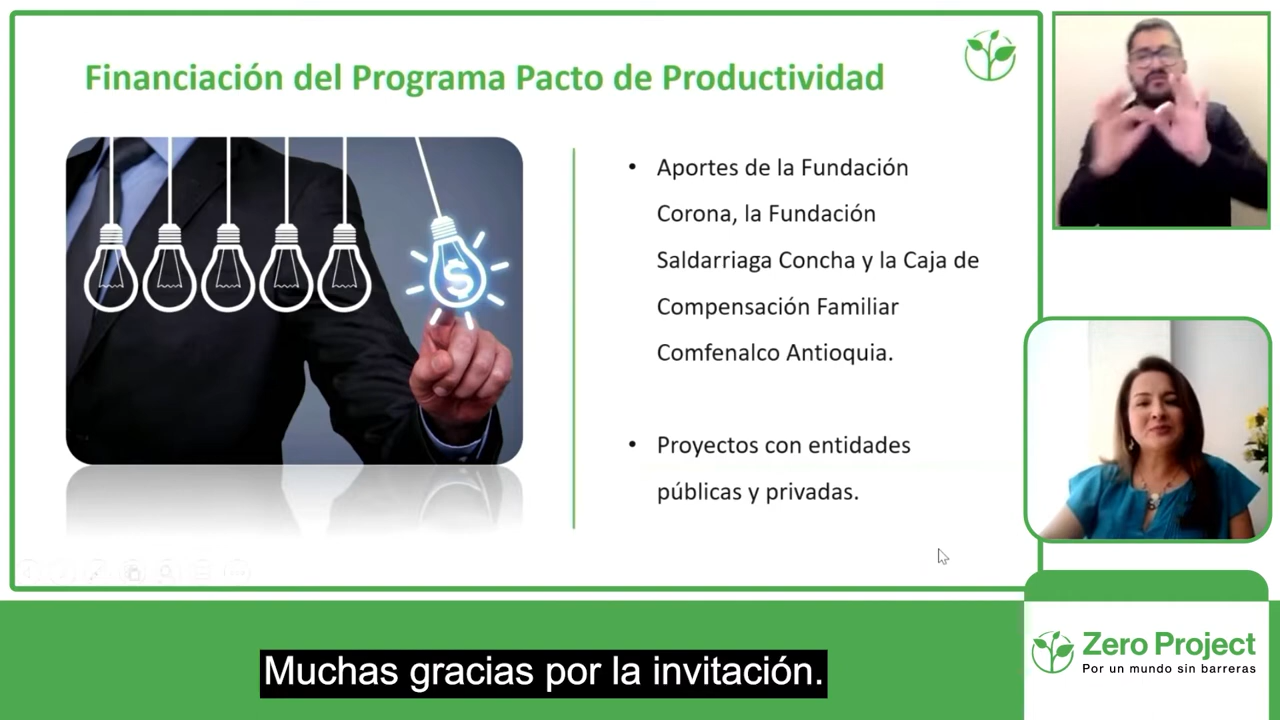 Financiación del Programa Pacto de Productividad
• Aportes de la Fundación
Corona, la Fundación
Saldarriaga Concha y la Caja de
Compensación Familiar
Comfenalco Antioquia.
• Proyectos con entidades
públicas y privadas.
$
Muchas gracias por la invitación.
Zero Project
Por un mundo sin barreras